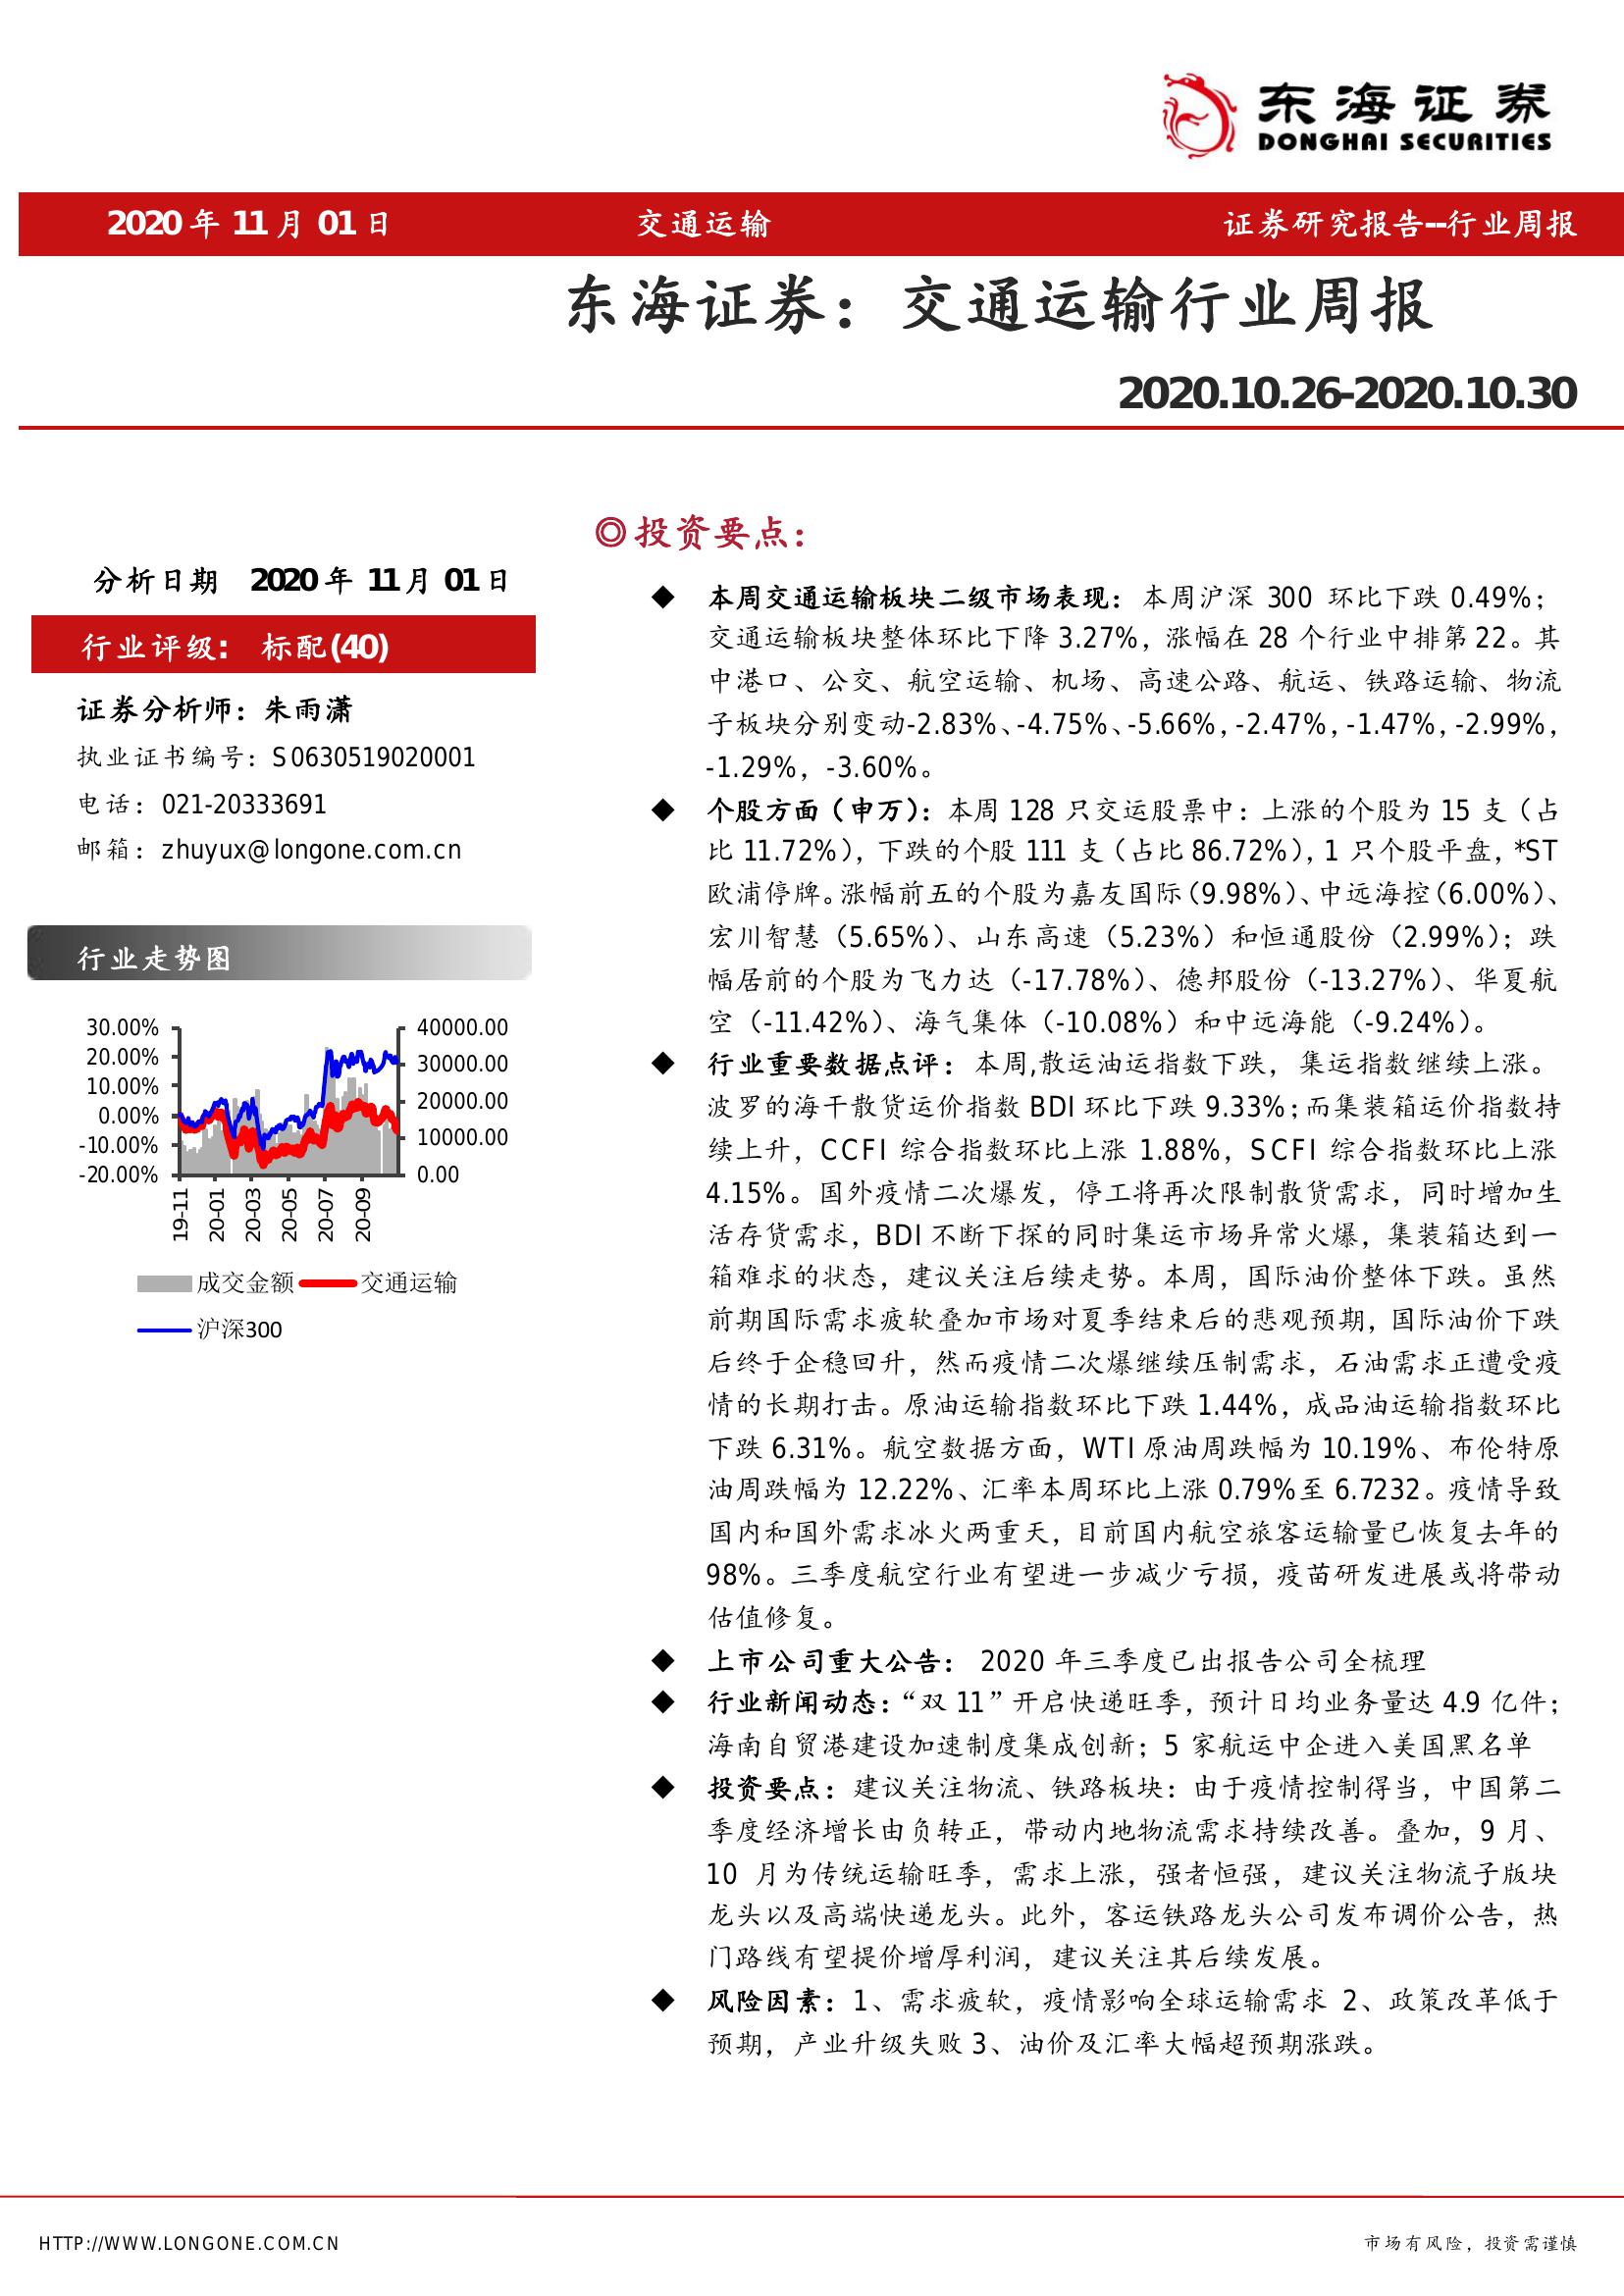 东海证券
DONGHAI SECURITIES
2020 年 11 月 01 日 交通运输 证券研究报告--行业周报
东海证券：交通运输行业周报
2020.10.26-2020.10.30
分析日期 2020 年 11 月 01 日
行业评级： 标配(40)
证券分析师：朱雨潇
执业证书编号：S0630519020001
电话：021-20333691
邮箱：zhuyux@longone.com.cn
行业走势图
30.00%
20.00%
10.00%
0.00%
-10.00%
-20.00%
40000.00
30000.00
20000.00
10000.00
0.00
19-11
20-01
20-03
20-05
20-07
20-09
成交金额 交通运输
沪深300
◎投资要点：
◆ 本周交通运输板块二级市场表现：本周沪深 300 环比下跌 0.49%；
交通运输板块整体环比下降 3.27%，涨幅在 28 个行业中排第 22。其
中港口、公交、航空运输、机场、高速公路、航运、铁路运输、物流
子板块分别变动-2.83%、-4.75%、-5.66%，-2.47%，-1.47%，-2.99%，
-1.29%，-3.60%。
◆ 个股方面（申万）：本周 128 只交运股票中：上涨的个股为 15 支（占
比 11.72%），下跌的个股 111 支（占比 86.72%），1 只个股平盘，*ST
欧浦停牌。涨幅前五的个股为嘉友国际（9.98%）、中远海控（6.00%）、
宏川智慧（5.65%）、山东高速（5.23%）和恒通股份（2.99%）；跌
幅居前的个股为飞力达（-17.78%）、德邦股份（-13.27%）、华夏航
空（-11.42%）、海气集体（-10.08%）和中远海能（-9.24%）。
◆ 行业重要数据点评：本周,散运油运指数下跌，集运指数继续上涨。
波罗的海干散货运价指数 BDI 环比下跌 9.33%；而集装箱运价指数持
续上升，CCFI 综合指数环比上涨 1.88%，SCFI 综合指数环比上涨
4.15%。国外疫情二次爆发，停工将再次限制散货需求，同时增加生
活存货需求，BDI 不断下探的同时集运市场异常火爆，集装箱达到一
箱难求的状态，建议关注后续走势。本周，国际油价整体下跌。虽然
前期国际需求疲软叠加市场对夏季结束后的悲观预期，国际油价下跌
后终于企稳回升，然而疫情二次爆继续压制需求，石油需求正遭受疫
情的长期打击。原油运输指数环比下跌 1.44%，成品油运输指数环比
下跌 6.31%。航空数据方面，WTI 原油周跌幅为 10.19%、布伦特原
油周跌幅为 12.22%、汇率本周环比上涨 0.79%至 6.7232。疫情导致
国内和国外需求冰火两重天，目前国内航空旅客运输量已恢复去年的
98%。三季度航空行业有望进一步减少亏损，疫苗研发进展或将带动
估值修复。
◆ 上市公司重大公告： 2020 年三季度已出报告公司全梳理
◆ 行业新闻动态：“双 11”开启快递旺季，预计日均业务量达 4.9 亿件；
海南自贸港建设加速制度集成创新；5 家航运中企进入美国黑名单
◆ 投资要点：建议关注物流、铁路板块：由于疫情控制得当，中国第二
季度经济增长由负转正，带动内地物流需求持续改善。叠加，9 月、
10 月为传统运输旺季，需求上涨，强者恒强，建议关注物流子版块
龙头以及高端快递龙头。此外，客运铁路龙头公司发布调价公告，热
门路线有望提价增厚利润，建议关注其后续发展。
◆ 风险因素：1、需求疲软，疫情影响全球运输需求 2、政策改革低于
预期，产业升级失败 3、油价及汇率大幅超预期涨跌。
HTTP://WWW.LONGONE.COM.CN 市场有风险，投资需谨慎